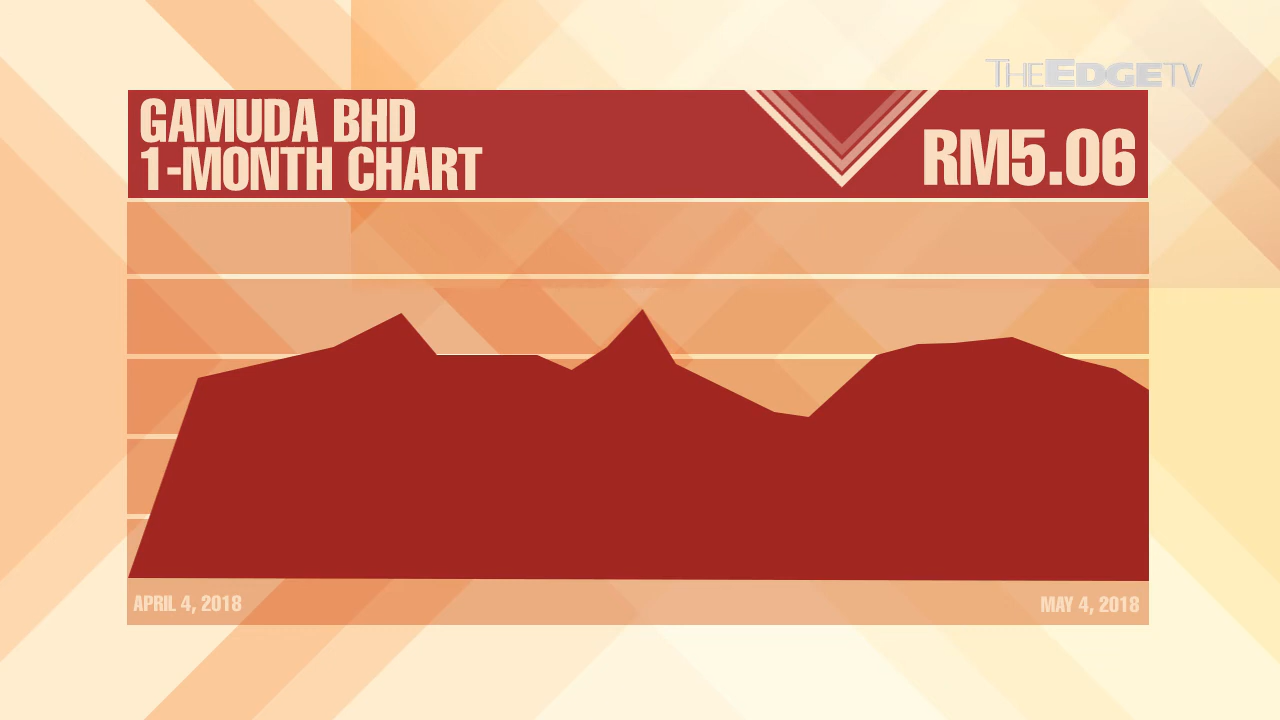 THEEDGETV
GAMUDA BHD
1-MONTH CHART
RM5.06
APRIL 4, 2018
MAY 4, 2018